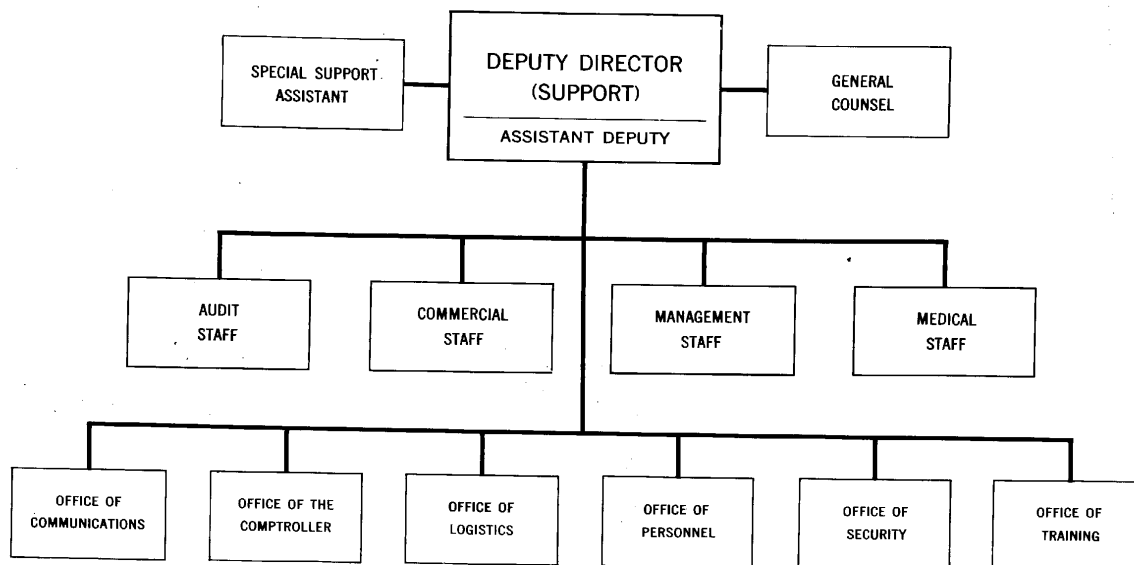 SPECIAL SUPPORT
ASSISTANT
DEPUTY DIRECTOR
(SUPPORT)
ASSISTANT DEPUTY
GENERAL
COUNSEL
AUDIT
STAFF
COMMERCIAL
STAFF
MANAGEMENT
STAFF
MEDICAL
STAFF
OFFICE OF
COMMUNICATIONS
OFFICE OF THE
COMPTROLLER
OFFICE OF
LOGISTICS
OFFICE OF
PERSONNEL
OFFICE OF
SECURITY
OFFICE OF
TRAINING